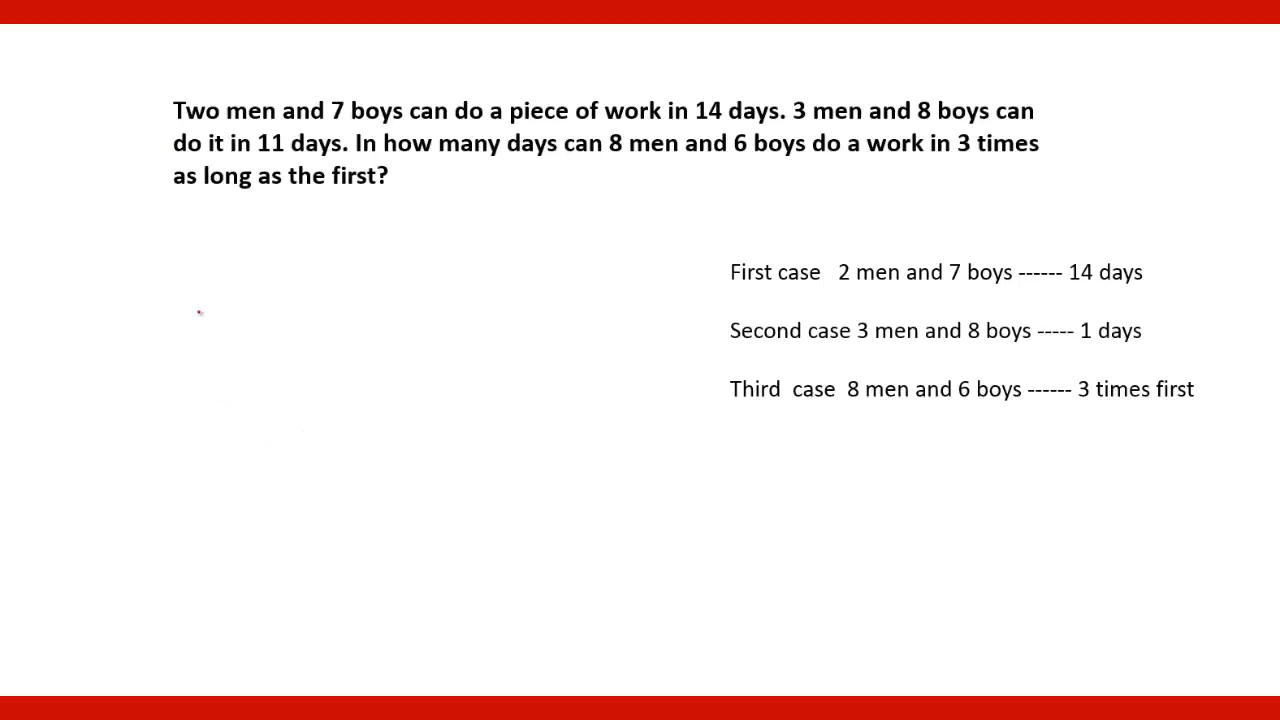 Two men and 7 boys can do a piece of work in 14 days. 3 men and 8 boys can
do it in 11 days. In how many days can 8 men and 6 boys do a work in 3 times
as long as the first?
First case 2 men and 7 boys ------ 14 days
Second case 3 men and 8 boys ----- 1 days
Third case 8 men and 6 boys ------ 3 times first